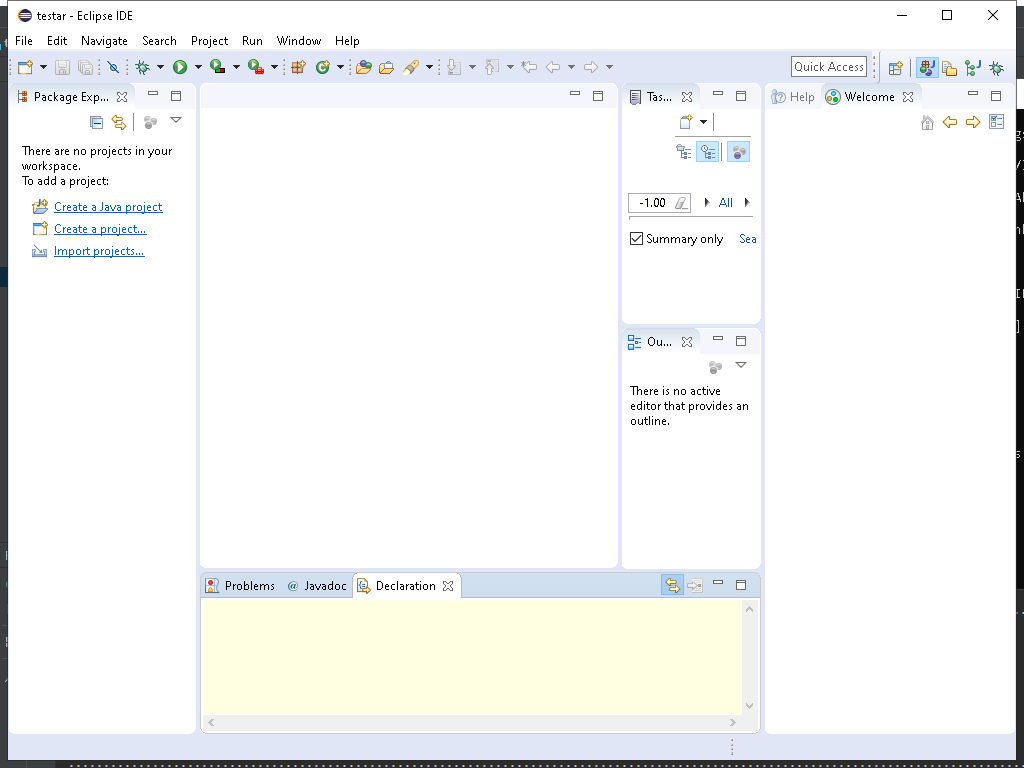 testar - Eclipse IDE
File Edit Navigate Search Project Run Window Help
Quick Access
Package Exp...
There are no projects in your
workspace.
To add a project:
Create a Java project
Create a project...
Import projects...
Tas...
-1.00
All
Summary only Sea
Ou...
There is no active
editor that provides an
outline.
Help Welcome
Problems @ Javadoc Declaration